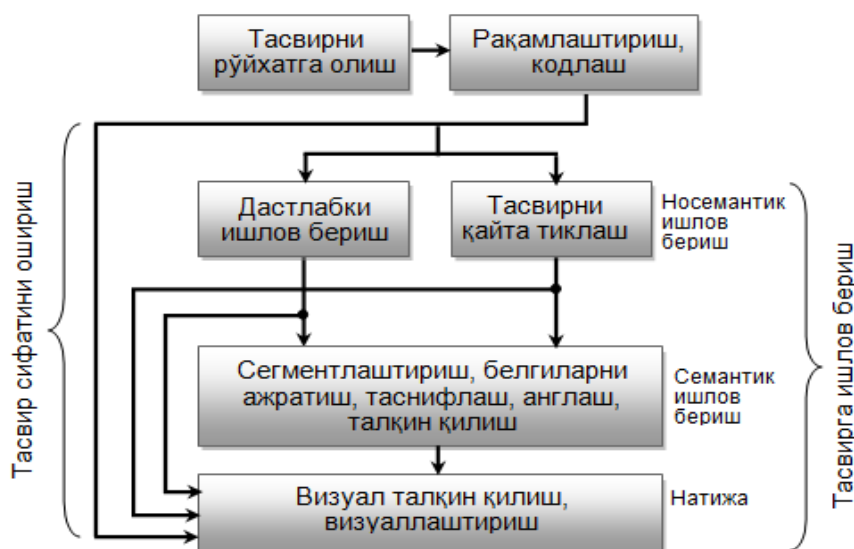 Тасвирни
рўйхатга олиш
Рақамлаштириш,
кодлаш
Тасвир сифатини ошириш
Дастлабки
ишлов бериш
Тасвирни
қайта тиклаш
Носемантик
ишлов
бериш
Тасвирга ишлов бериш
Сегментлаштириш, белгиларни
ажратиш, таснифлаш, англаш,
талқин қилиш
Семантик
ишлов
бериш
Визуал талқин қилиш,
визуаллаштириш
Натижа